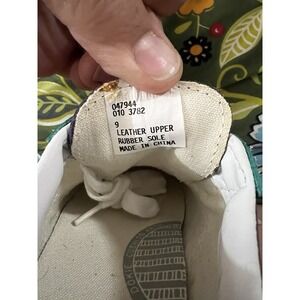 047944
010 3782
9
LEATHER UPPER
RUBBER SOLE
MADE IN CHINA